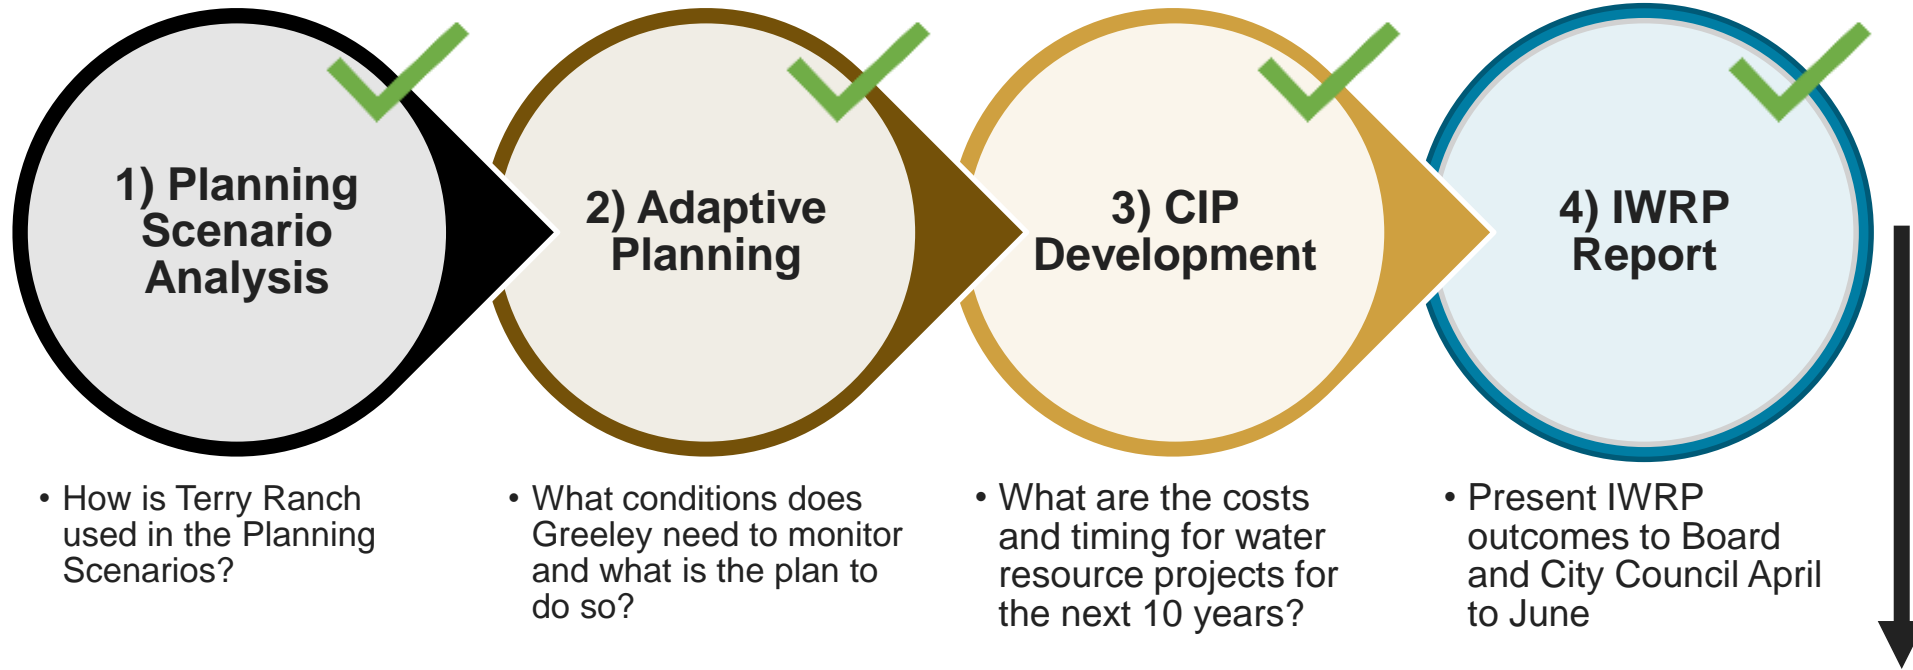 1) Planning
Scenario
Analysis
2) Adaptive
Planning
3) CIP
Development
4) IWRP
Report
• How is Terry Ranch
used in the Planning
Scenarios?
• What conditions does
Greeley need to monitor
and what is the plan to
do so?
• What are the costs
and timing for water
resource projects for
the next 10 years?
• Present IWRP
outcomes to Board
and City Council April
to June